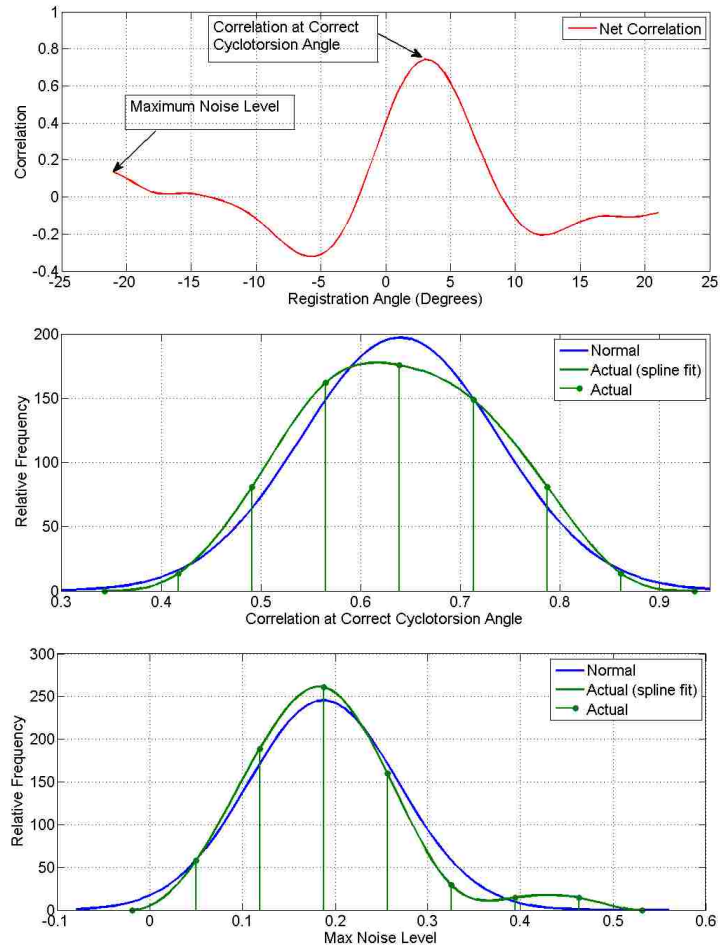 1
0.8
0.6
0.4
0.2
0
-0.2
-0.4
Correlation
Correlation at Correct
Cyclotorsion Angle
Maximum Noise Level
Net Correlation
-25 -20 -15 -10 -5 0 5 10 15 20 25
Registration Angle (Degrees)
200
150
100
50
0
Relative Frequency
Normal
Actual (spline fit)
Actual
0.3 0.4 0.5 0.6 0.7 0.8 0.9
Correlation at Correct Cyclotorsion Angle
300
250
200
150
100
50
0
Relative Frequency
Normal
Actual (spline fit)
Actual
-0.1 0 0.1 0.2 0.3 0.4 0.5 0.6
Max Noise Level